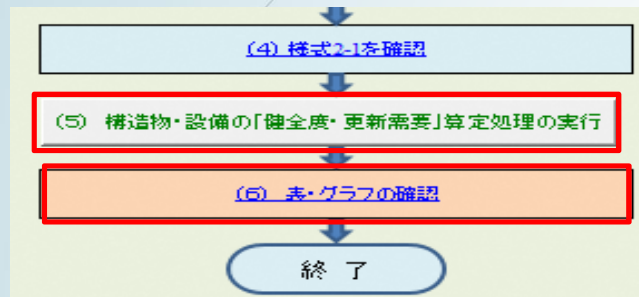 (4) 様式2-1を確認
(5) 構造物・設備の｢健全度・更新需要｣算定処理の実行
(6) 表・グラフの確認
終 了